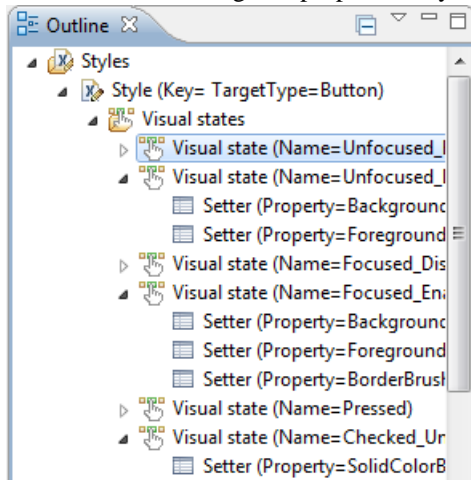 Outline
Styles
Style (Key= TargetType=Button)
Visual states
Visual state (Name=Unfocused_
Visual state (Name=Unfocused_
Setter (Property=Background
Setter (Property=Foreground
Visual state (Name=Focused_Dis
Visual state (Name=Focused_Ena
Setter (Property=Background
Setter (Property=Foreground
Setter (Property=BorderBrush
Visual state (Name=Pressed)
Visual state (Name=Checked_Un
Setter (Property=SolidColorB